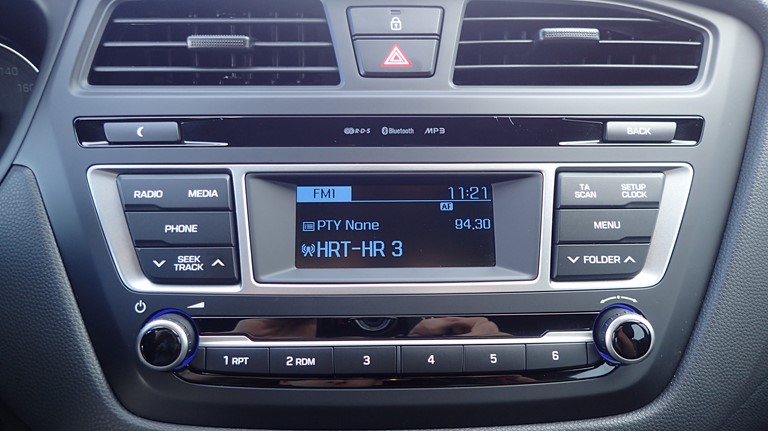 140
R·D·S Bluetooth MP3
BACK
RADIO MEDIA
PHONE
SEEK
TRACK
FM1 11:21
AF
PTY None 94.30
HRT-HR 3
TA
SCAN
SETUP
CLOCK
MENU
FOLDER
1 RPT
2 RDM
3
4
5
6